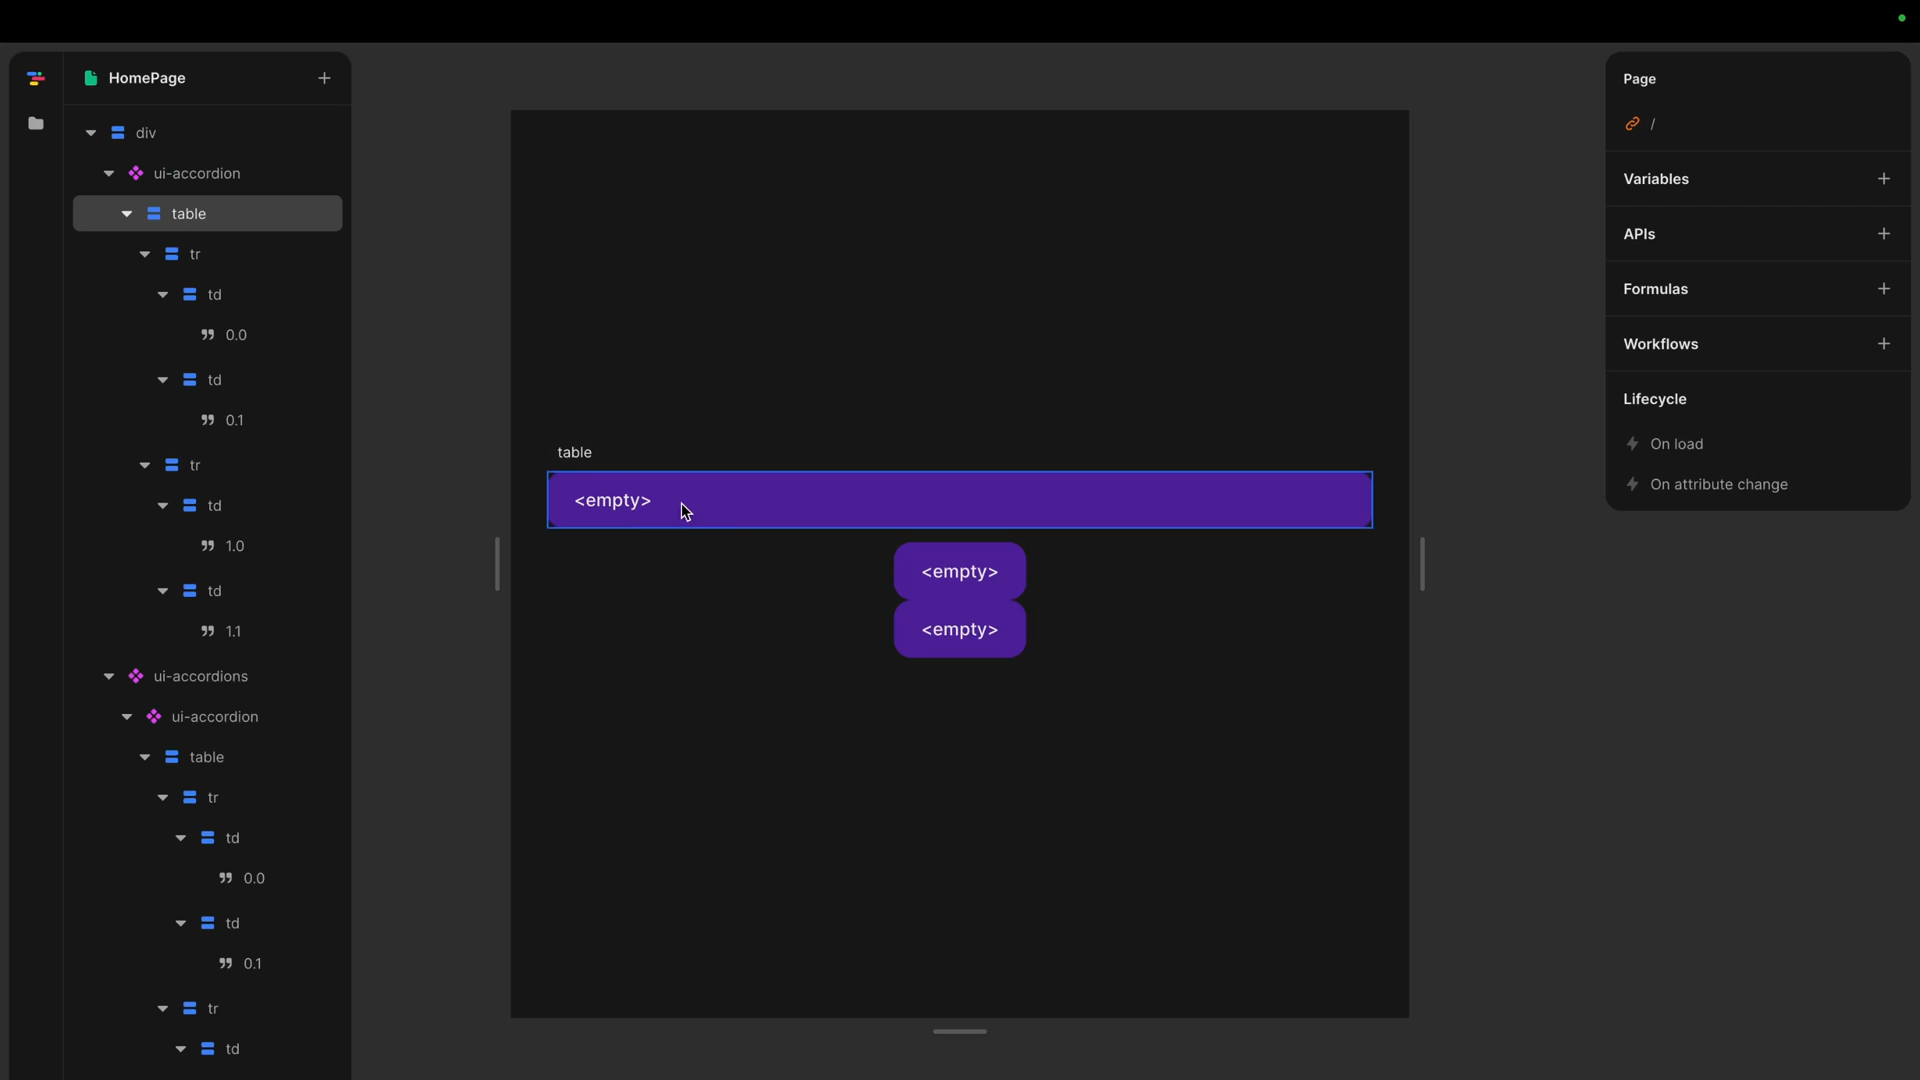 HomePage
div
ui-accordion
table
tr
td
0.0
td
0.1
tr
td
1.0
td
1.1
ui-accordions
ui-accordion
table
tr
td
0.0
td
0.1
tr
td
table
<empty>
<empty>
<empty>
Page
/
Variables
APIs
Formulas
Workflows
Lifecycle
On load
On attribute change